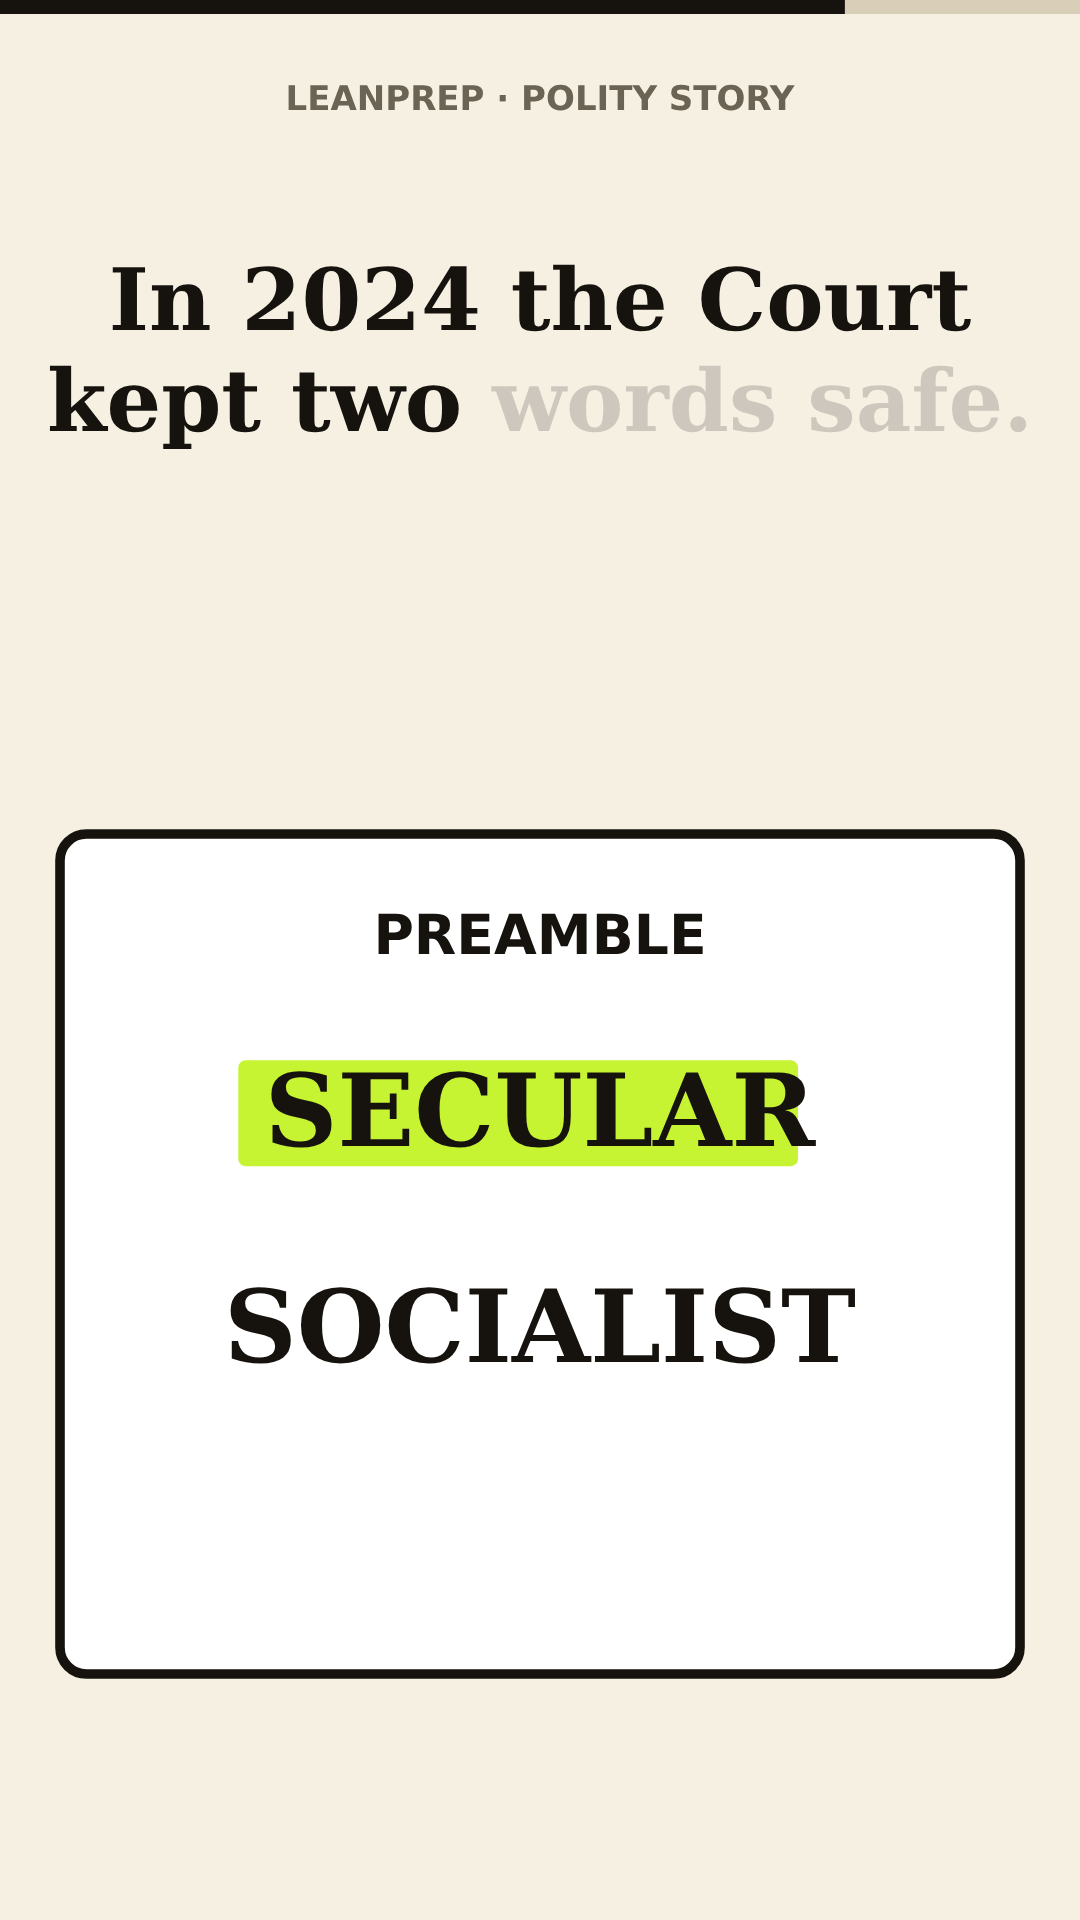 LEANPREP · POLITY STORY
In 2024 the Court
kept two words safe.
PREAMBLE
SECULAR
SOCIALIST